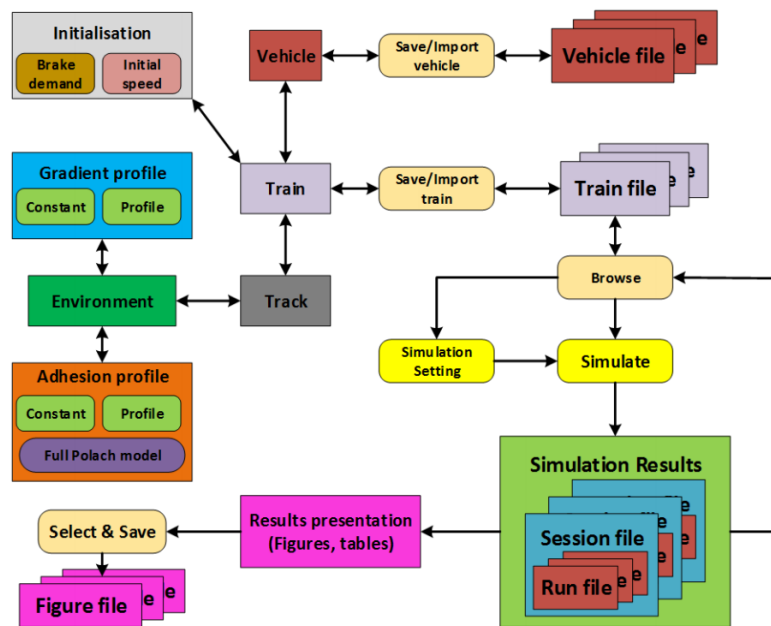 Initialisation
Brake
demand
Initial
speed
Vehicle
Save/Import
vehicle
Vehicle file
e
e
Gradient profile
Constant
Profile
Train
Save/Import
train
Train file
e
e
Environment
Track
Browse
Simulation
Setting
Simulate
Adhesion profile
Constant
Profile
Full Polach model
Simulation Results
Session file
Run file
Results presentation
(Figures, tables)
Select & Save
Figure file
e
e